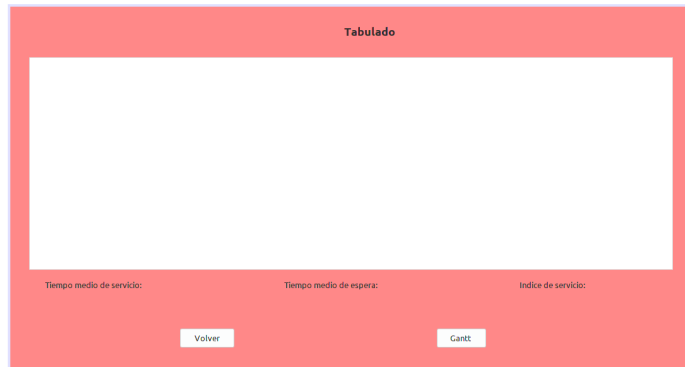 Tabulado
Tiempo medio de servicio: Tiempo medio de espera: Indice de servicio:
Volver Gantt